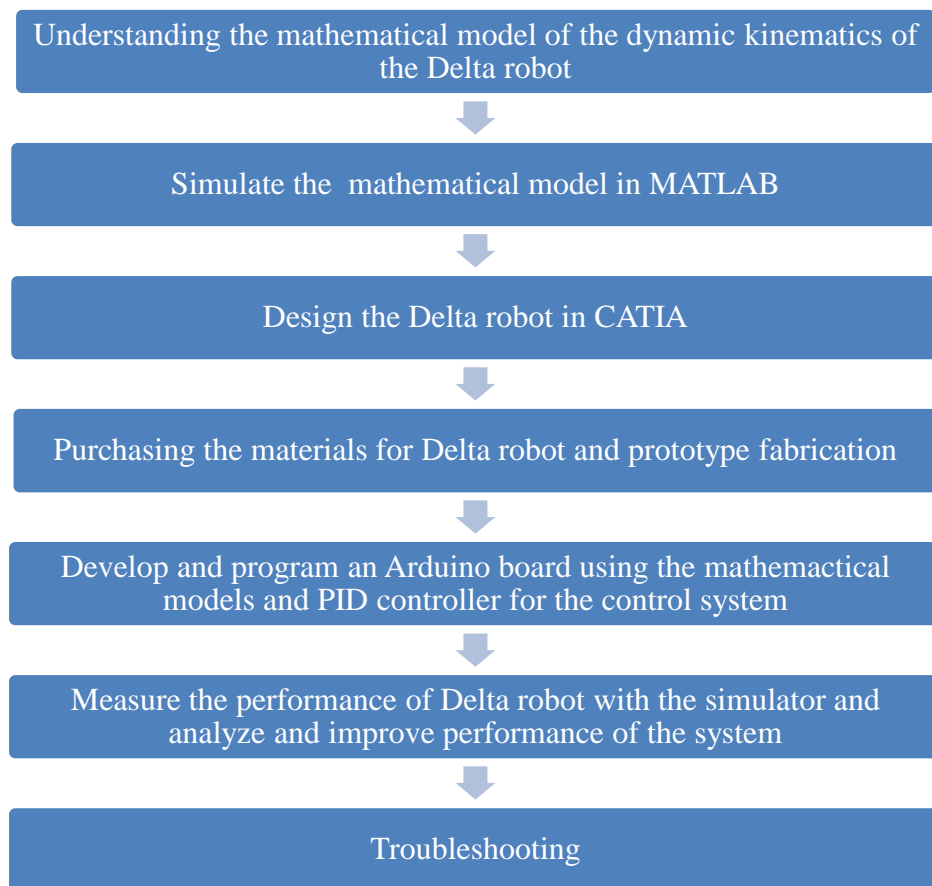 Understanding the mathematical model of the dynamic kinematics of
the Delta robot
Simulate the mathematical model in MATLAB
Design the Delta robot in CATIA
Purchasing the materials for Delta robot and prototype fabrication
Develop and program an Arduino board using the mathemactical
models and PID controller for the control system
Measure the performance of Delta robot with the simulator and
analyze and improve performance of the system
Troubleshooting